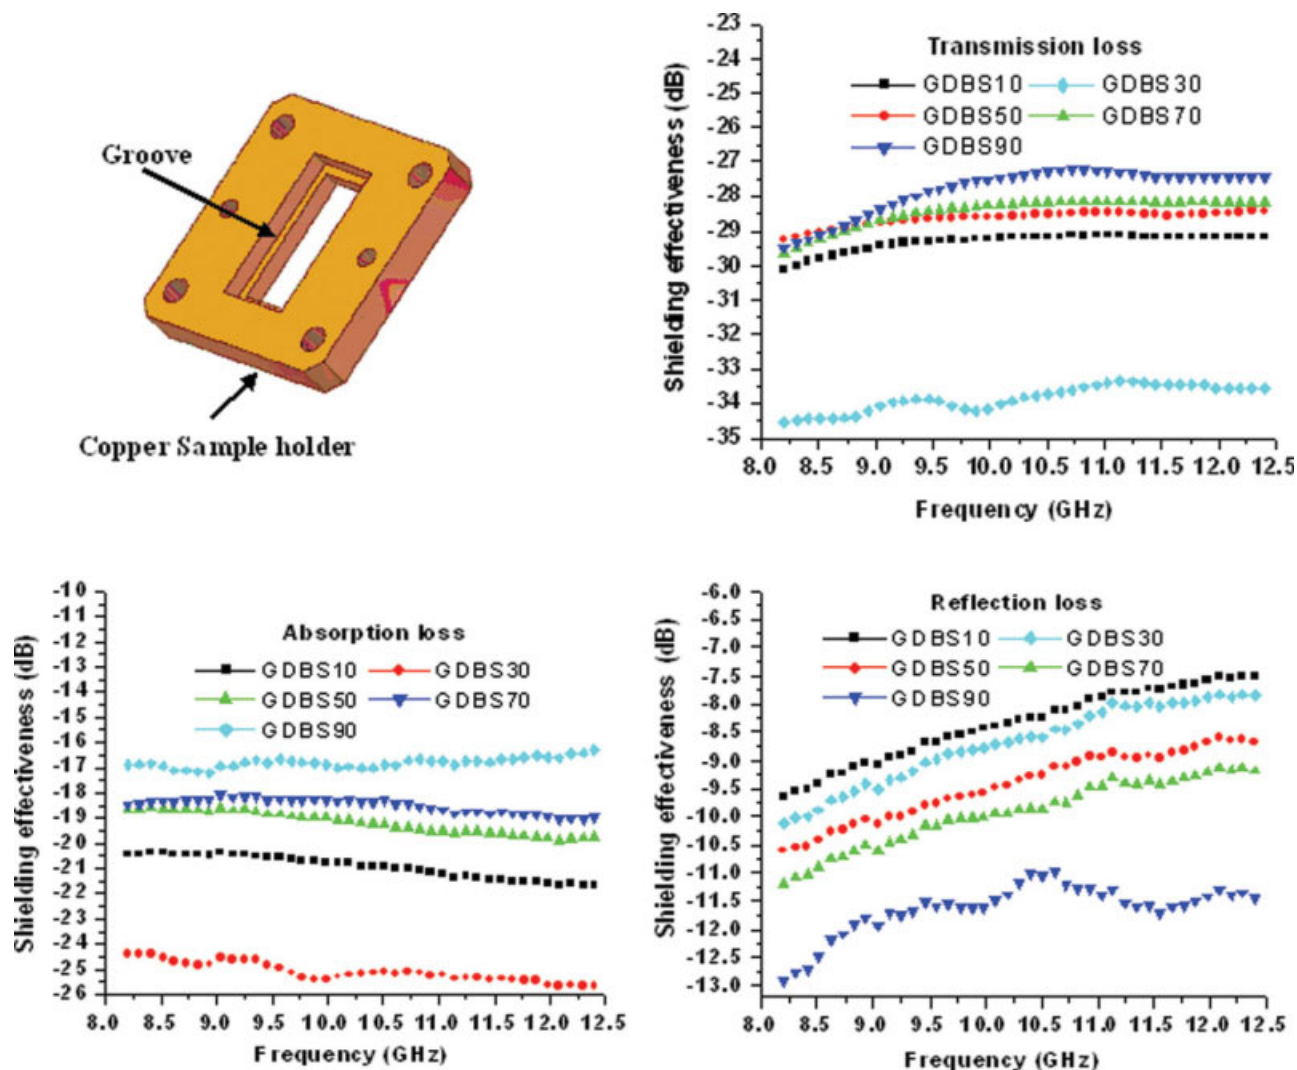 Groove
Copper Sample holder
Transmission loss
GDBS10
GDBS30
GDBS50
GDBS70
GDBS90
Shielding effectiveness (dB)
-23
-24
-25
-26
-27
-28
-29
-30
-31
-32
-33
-34
-35
8.0 8.5 9.0 9.5 10.0 10.5 11.0 11.5 12.0 12.5
Frequency (GHz)
Absorption loss
GDBS10
GDBS30
GDBS50
GDBS70
GDBS90
Shielding effectiveness (dB)
-10
-11
-12
-13
-14
-15
-16
-17
-18
-19
-20
-21
-22
-23
-24
-25
-26
8.0 8.5 9.0 9.5 10.0 10.5 11.0 11.5 12.0 12.5
Frequency (GHz)
Reflection loss
GDBS10
GDBS30
GDBS50
GDBS70
GDBS90
Shielding effectiveness (dB)
-6.0
-6.5
-7.0
-7.5
-8.0
-8.5
-9.0
-9.5
-10.0
-10.5
-11.0
-11.5
-12.0
-12.5
-13.0
8.0 8.5 9.0 9.5 10.0 10.5 11.0 11.5 12.0 12.5
Frequency (GHz)